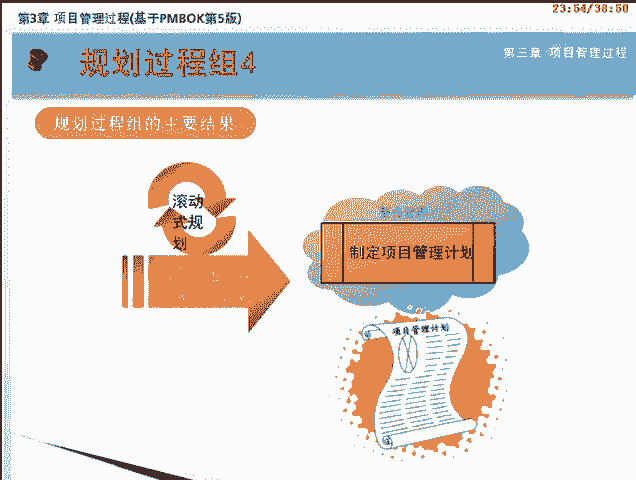 23:54/38:50
第3章 项目管理过程(基于PMBOK第5版)
规划过程组4
第三章 项目管理过程
规划过程组的主要结果
滚动
式规
划
制定项目管理计划
项目管理计划